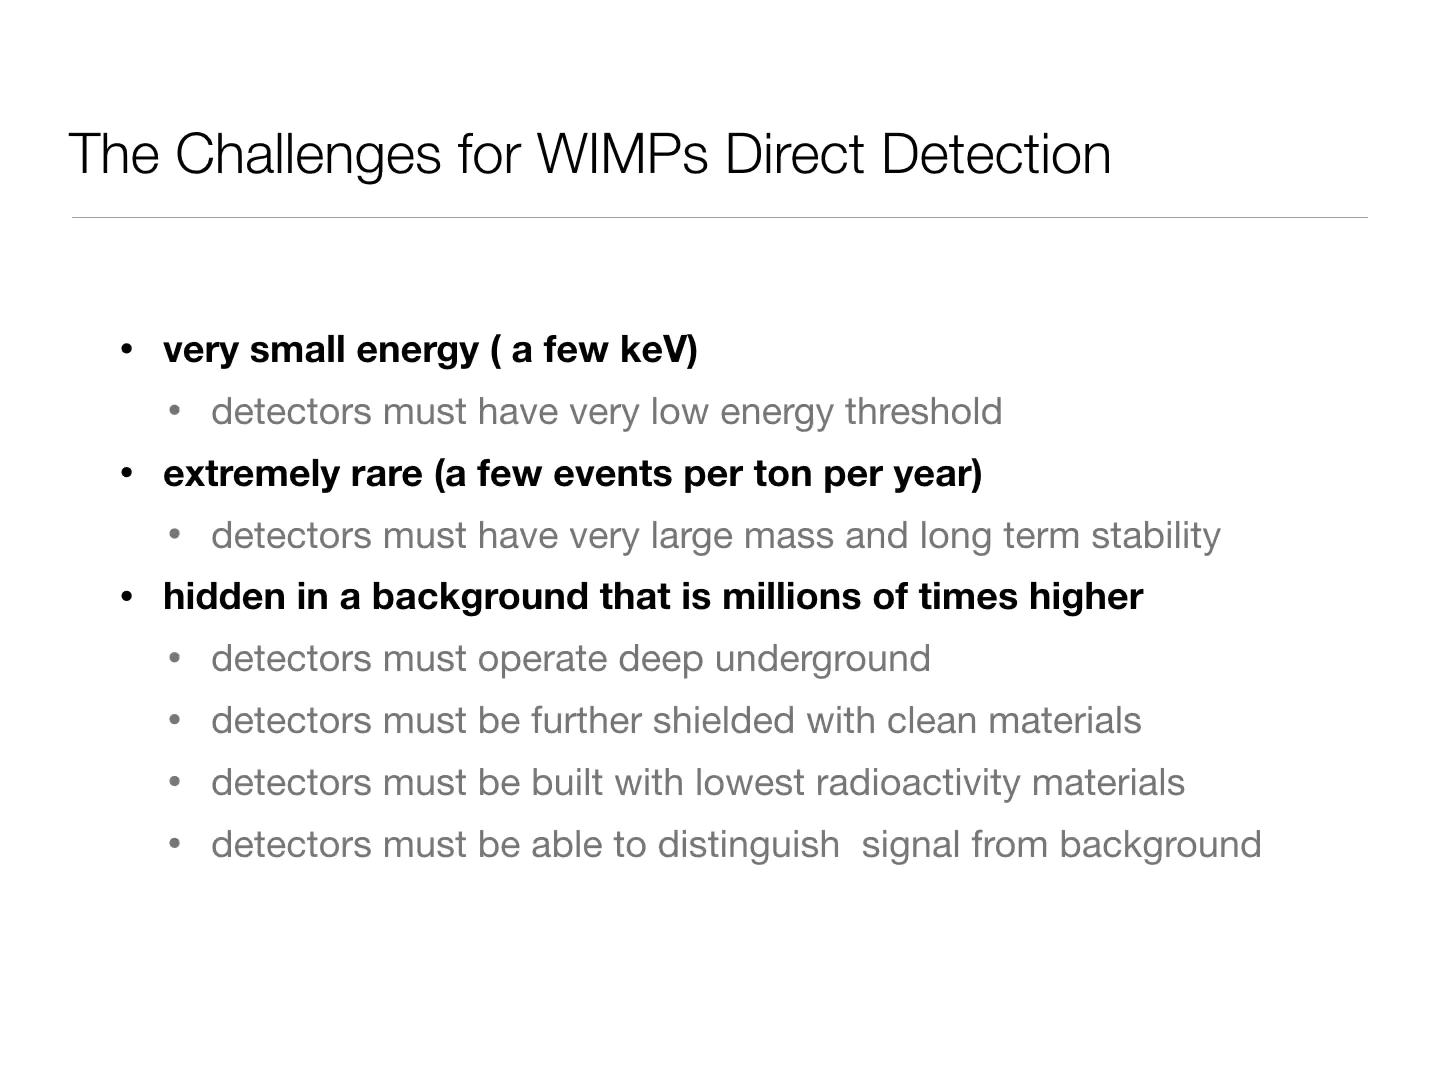 The Challenges for WIMPs Direct Detection
• very small energy ( a few keV)
• detectors must have very low energy threshold
• extremely rare (a few events per ton per year)
• detectors must have very large mass and long term stability
• hidden in a background that is millions of times higher
• detectors must operate deep underground
• detectors must be further shielded with clean materials
• detectors must be built with lowest radioactivity materials
• detectors must be able to distinguish  signal from background